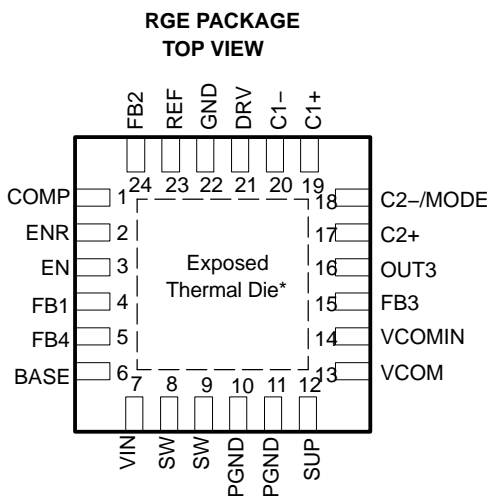 RGE PACKAGE
TOP VIEW
FB2 REF GND DRV C1− C1+
24 23 22 21 20 19
COMP 1
ENR 2
EN 3
FB1 4
FB4 5
BASE 6
Exposed
Thermal Die*
18 C2−/MODE
17 C2+
16 OUT3
15 FB3
14 VCOMIN
13 VCOM
7 8 9 10 11 12
VIN SW SW PGND PGND SUP